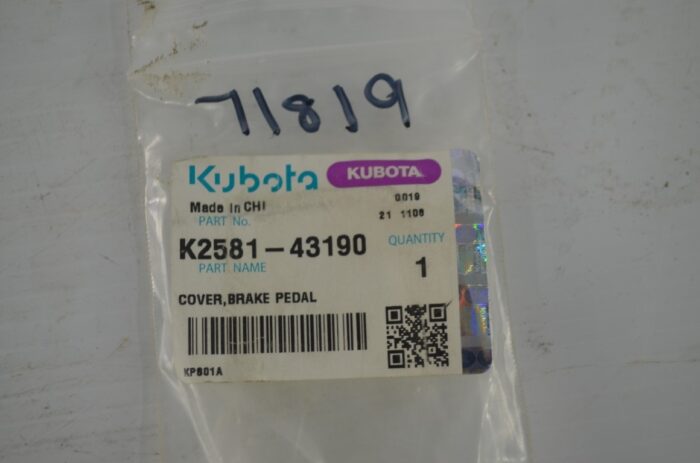 71819
Kubota KUBOTA
Made in CHI 0019
PART No. 21 1108
K2581-43190 QUANTITY
PART NAME 1
COVER,BRAKE PEDAL
KP801A